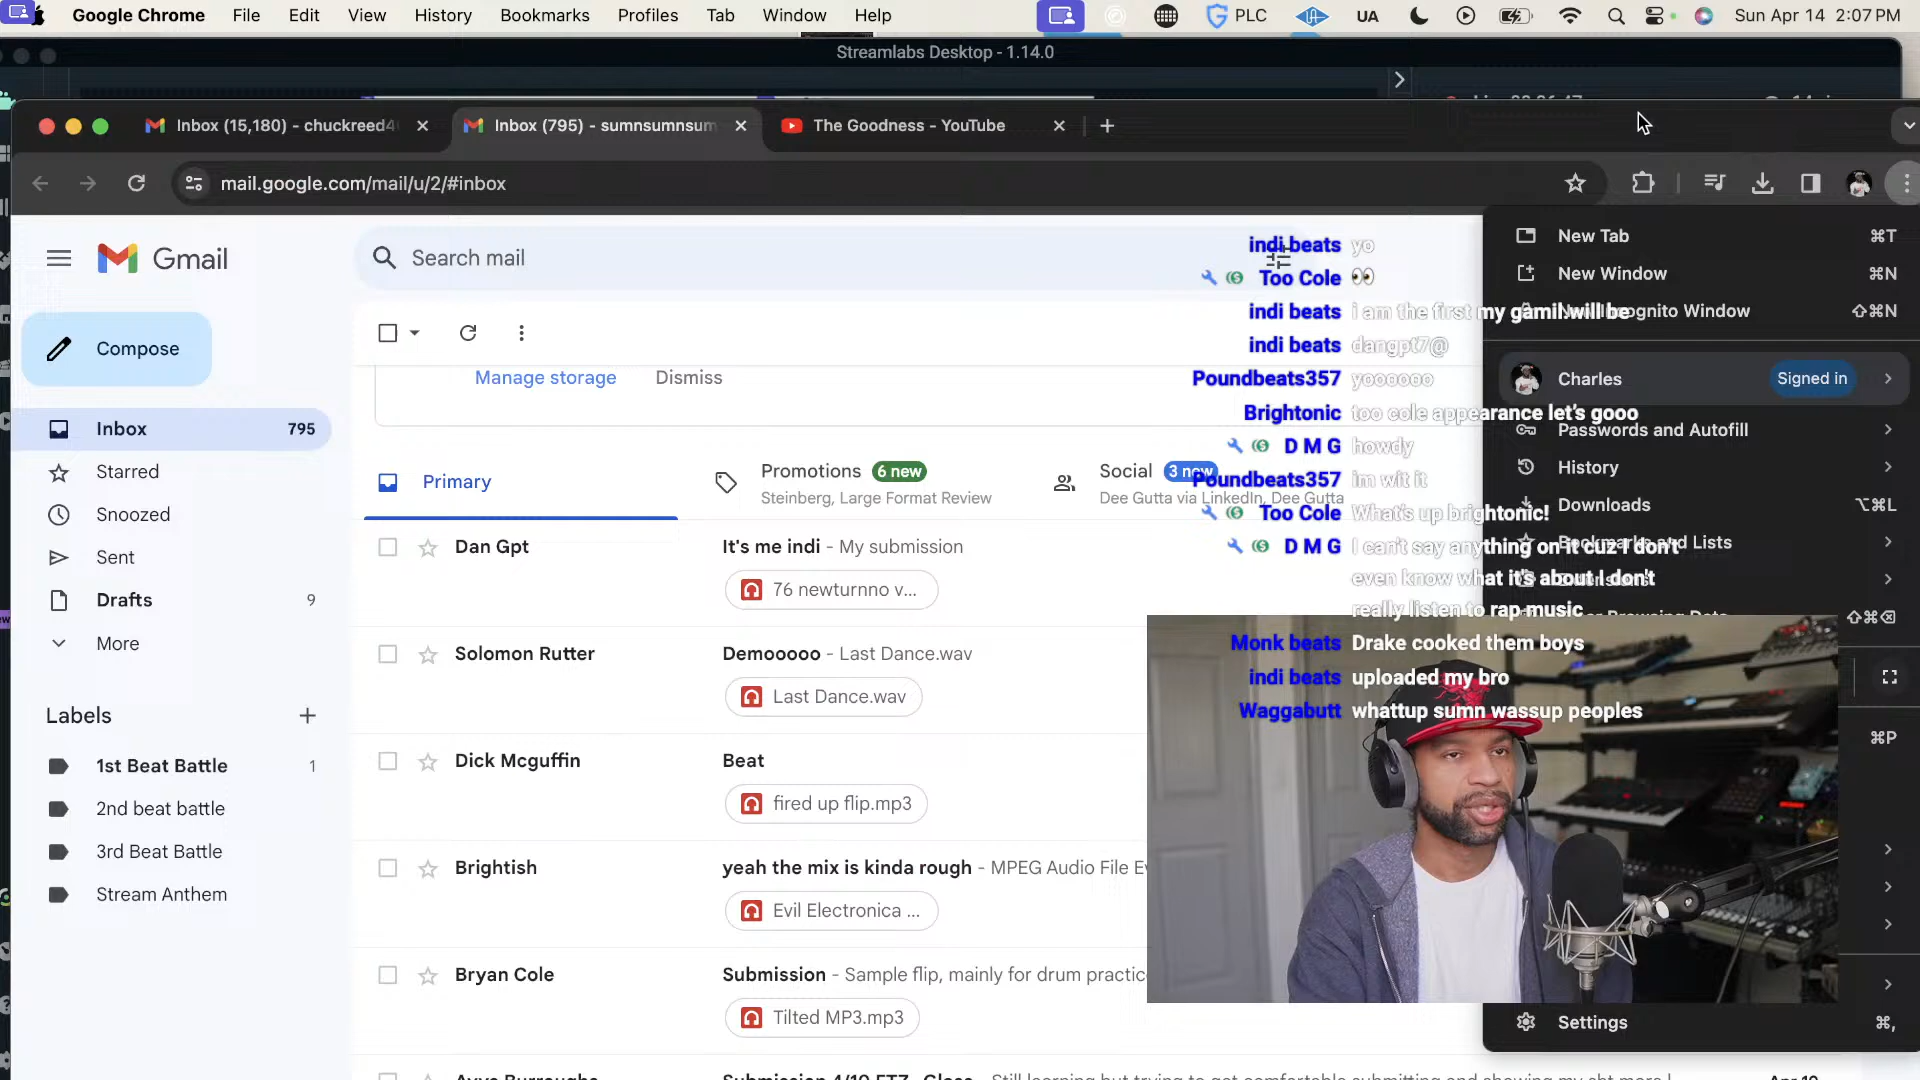 Google Chrome File Edit View History Bookmarks Profiles Tab Window Help PLC UA Sun Apr 14 2:07 PM
Streamlabs Desktop - 1.14.0
Inbox (15,180) - chuckreed4
Inbox (795) - sumnsumnsum
The Goodness - YouTube
mail.google.com/mail/u/2/#inbox
Gmail
Search mail
Compose
Inbox 795
Starred
Snoozed
Sent
Drafts 9
More
Labels
1st Beat Battle 1
2nd beat battle
3rd Beat Battle
Stream Anthem
Manage storage Dismiss
Primary
Promotions 6 new
Steinberg, Large Format Review
Social 3 new
Dee Gutta via LinkedIn, Dee Gutta
Dan Gpt It's me indi - My submission
76 newturnno v...
Solomon Rutter Demooooo - Last Dance.wav
Last Dance.wav
Dick Mcguffin Beat
fired up flip.mp3
Brightish yeah the mix is kinda rough - MPEG Audio File
Evil Electronica ...
Bryan Cole Submission - Sample flip, mainly for drum practic
Tilted MP3.mp3
indi beats yo
Too Cole 👀
indi beats i am the first my gamil will be
indi beats dangpt7@
Poundbeats357 yoooooo
Brightonic too cole appearance let's gooo
D M G howdy
Poundbeats357 im wit it
Too Cole What's up brightonic!
D M G I can't say anything on it cuz I don't
even know what it's about I don't
really listen to rap music
Monk beats Drake cooked them boys
indi beats uploaded my bro
Waggabutt whattup sumn wassup peoples
New Tab ⌘T
New Window ⌘N
New Incognito Window ⇧⌘N
Charles Signed in
Passwords and Autofill
History
Downloads ⌥⌘L
Bookmarks and Lists
⇧⌘⌫
⌘P
Settings ⌘,